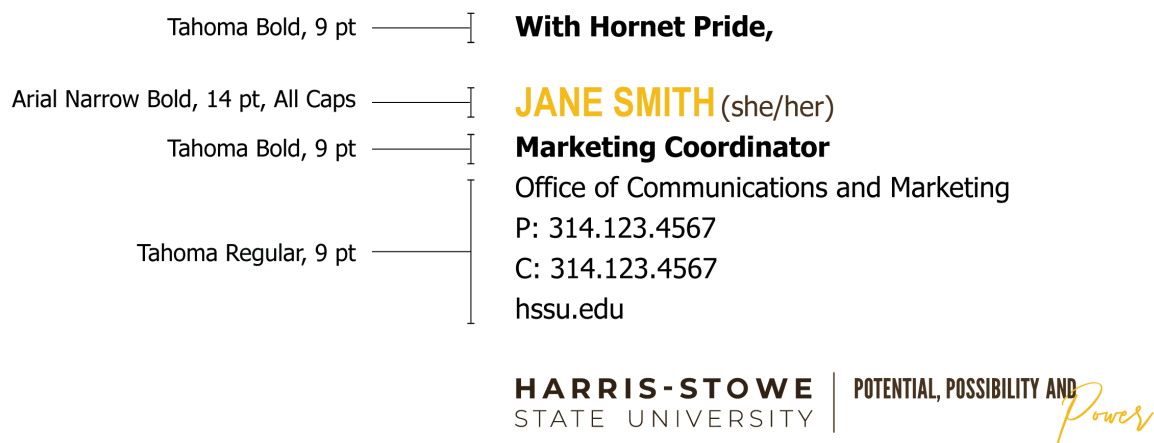 Tahoma Bold, 9 pt
With Hornet Pride,
Arial Narrow Bold, 14 pt, All Caps
JANE SMITH (she/her)
Tahoma Bold, 9 pt
Marketing Coordinator
Office of Communications and Marketing
P: 314.123.4567
Tahoma Regular, 9 pt
C: 314.123.4567
hssu.edu
HARRIS-STOWE
STATE UNIVERSITY
POTENTIAL, POSSIBILITY AND
Power